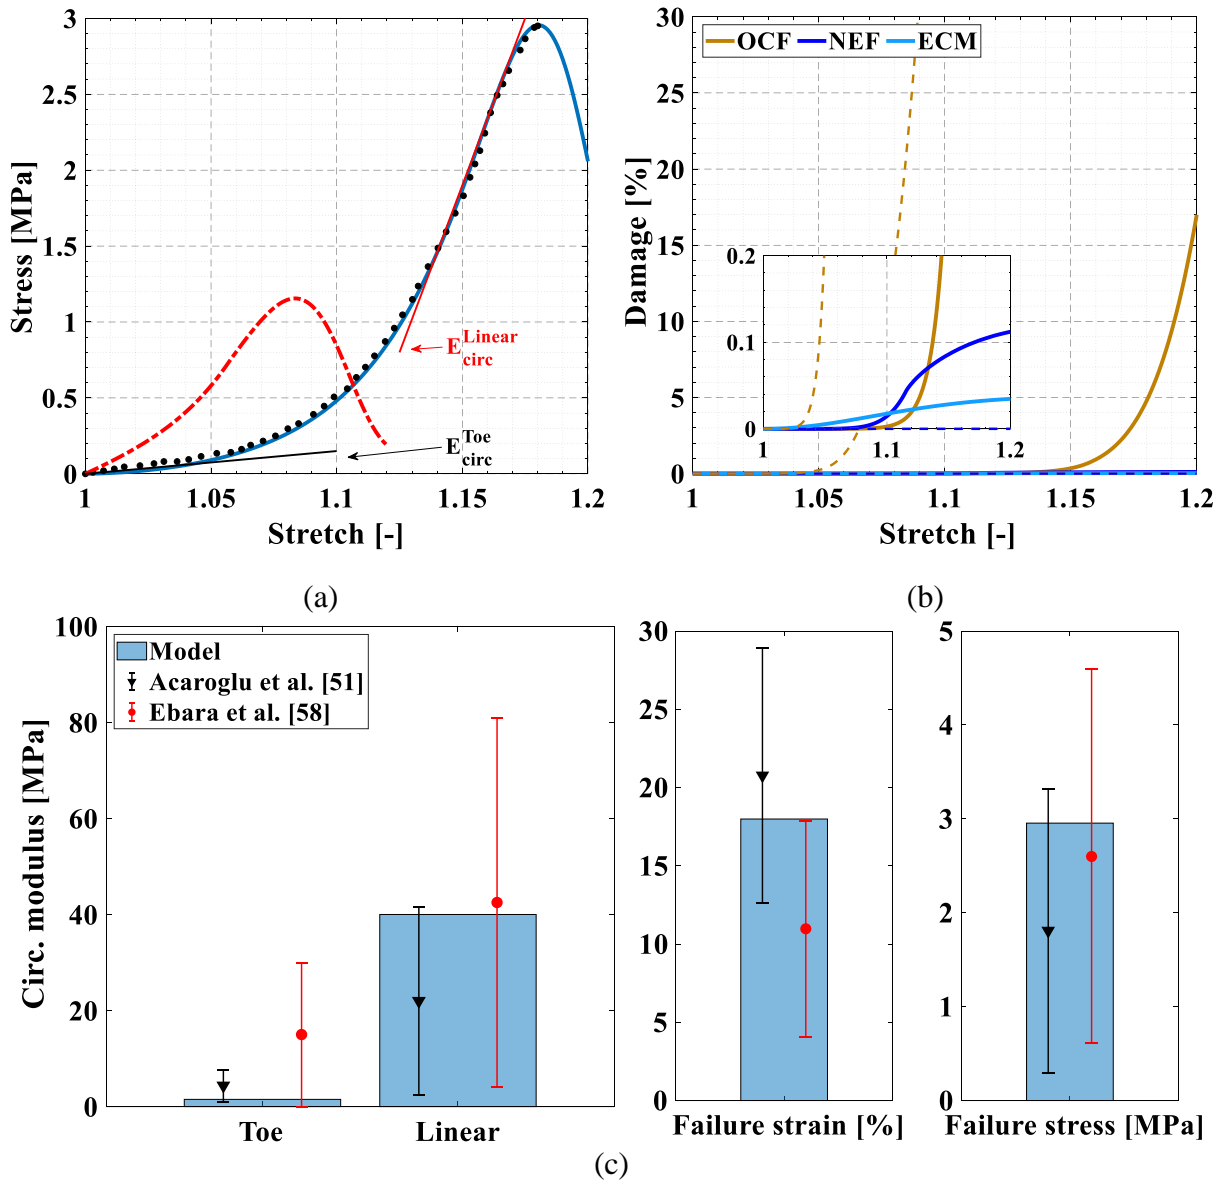 3
2.5
2
1.5
1
0.5
0
Stress [MPa]
1
1.05
1.1
1.15
1.2
Stretch [-]
E Linear circ
E Toe circ
(a)
30
25
20
15
10
5
0
Damage [%]
OCF NEF ECM
0.2
0.1
0
1
1.1
1.2
1
1.05
1.1
1.15
1.2
Stretch [-]
(b)
100
80
60
40
20
0
Circ. modulus [MPa]
Model
Acaroglu et al. [51]
Ebara et al. [58]
Toe
Linear
30
25
20
15
10
5
0
Failure strain [%]
5
4
3
2
1
0
Failure stress [MPa]
(c)